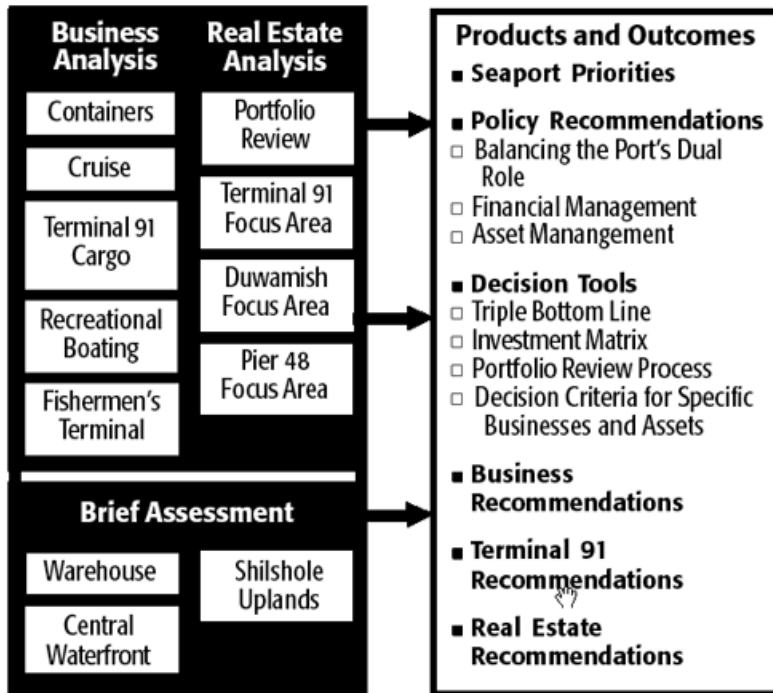 Business
Analysis
Containers
Cruise
Terminal 91
Cargo
Recreational
Boating
Fishermen's
Terminal
Real Estate
Analysis
Portfolio
Review
Terminal 91
Focus Area
Duwamish
Focus Area
Pier 48
Focus Area
Brief Assessment
Warehouse
Central
Waterfront
Shilshole
Uplands
Products and Outcomes
■ Seaport Priorities
■ Policy Recommendations
□ Balancing the Port's Dual
Role
□ Financial Management
□ Asset Manangement
■ Decision Tools
□ Triple Bottom Line
□ Investment Matrix
□ Portfolio Review Process
□ Decision Criteria for Specific
Businesses and Assets
■ Business
Recommendations
■ Terminal 91
Recommendations
■ Real Estate
Recommendations